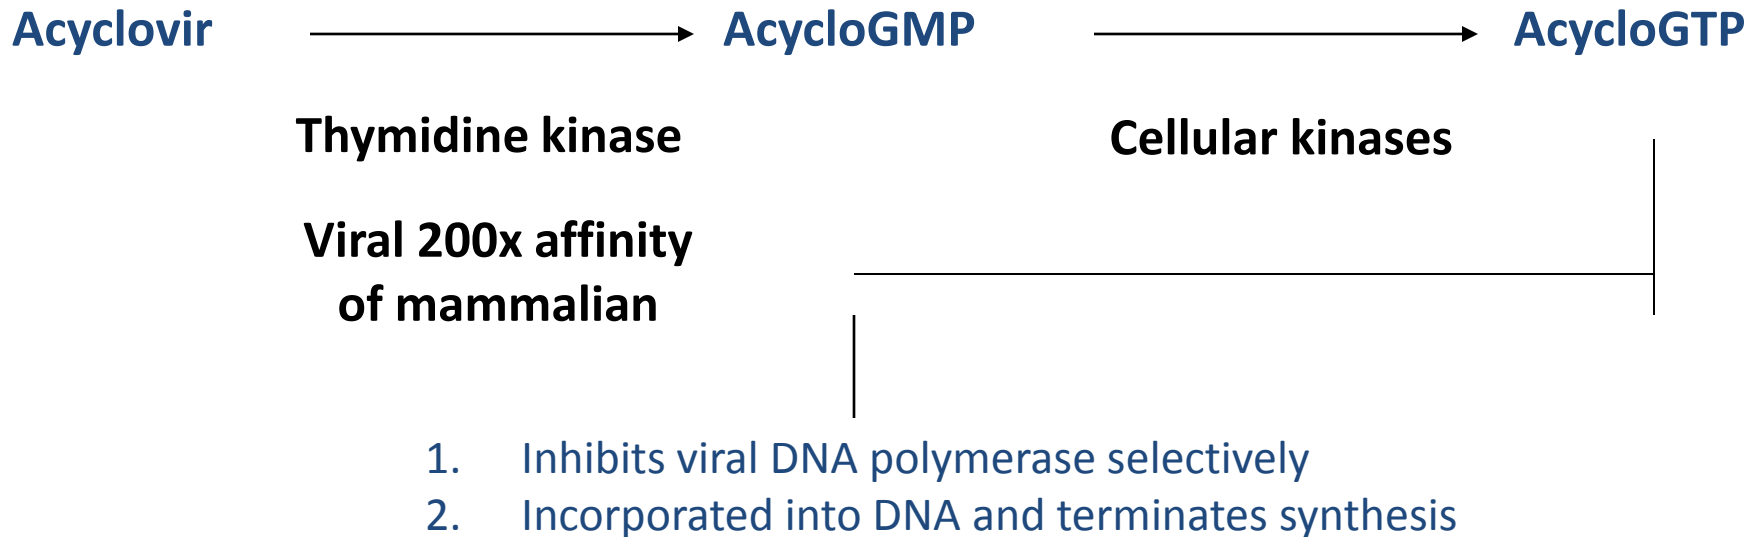 Acyclovir AcycloGMP AcycloGTP
Thymidine kinase Cellular kinases
Viral 200x affinity
of mammalian
1. Inhibits viral DNA polymerase selectively
2. Incorporated into DNA and terminates synthesis